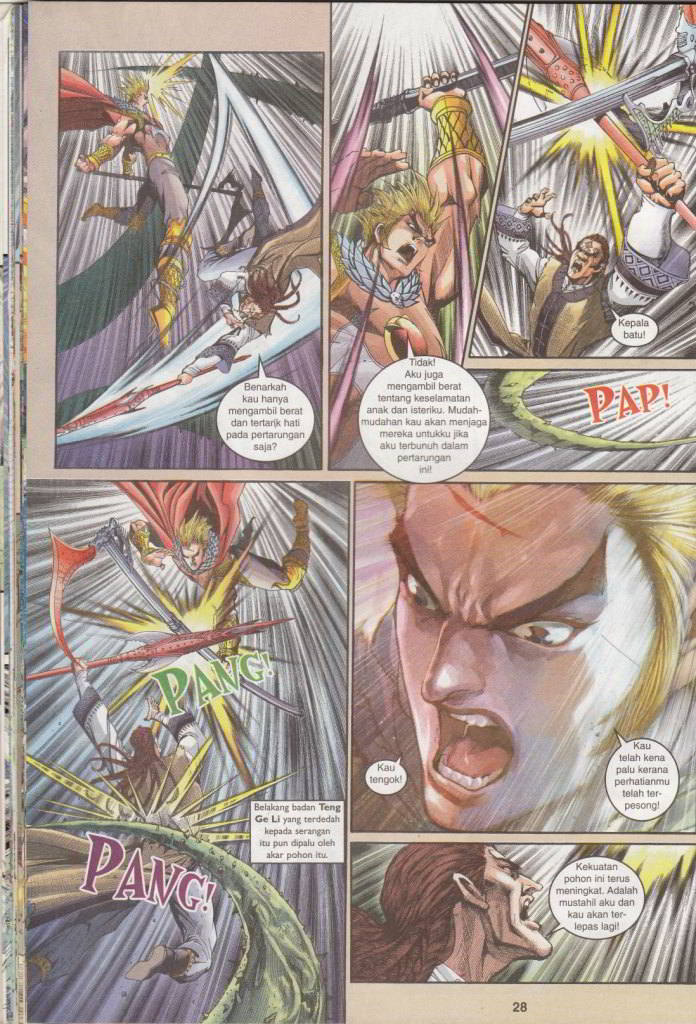 Benarkah
kau hanya
mengambil berat
dan tertarik hati
pada pertarungan
saja?
Tidak!
Aku juga
mengambil berat
tentang keselamatan
anak dan isteriku. Mudah-
mudahan kau akan menjaga
mereka untukku jika
aku terbunuh dalam
pertarungan
ini!
Kepala
batu!
PAP!
PANG!
Belakang badan Teng
Ge Li yang terdedah
kepada serangan
itu pun dipalu oleh
akar pohon itu.
PANG!
Kau
tengok!
Kau
telah kena
palu kerana
perhatianmu
telah ter-
pesong!
Kekuatan
pohon ini terus
meningkat. Adalah
mustahil aku dan
kau akan ter-
lepas lagi!
28